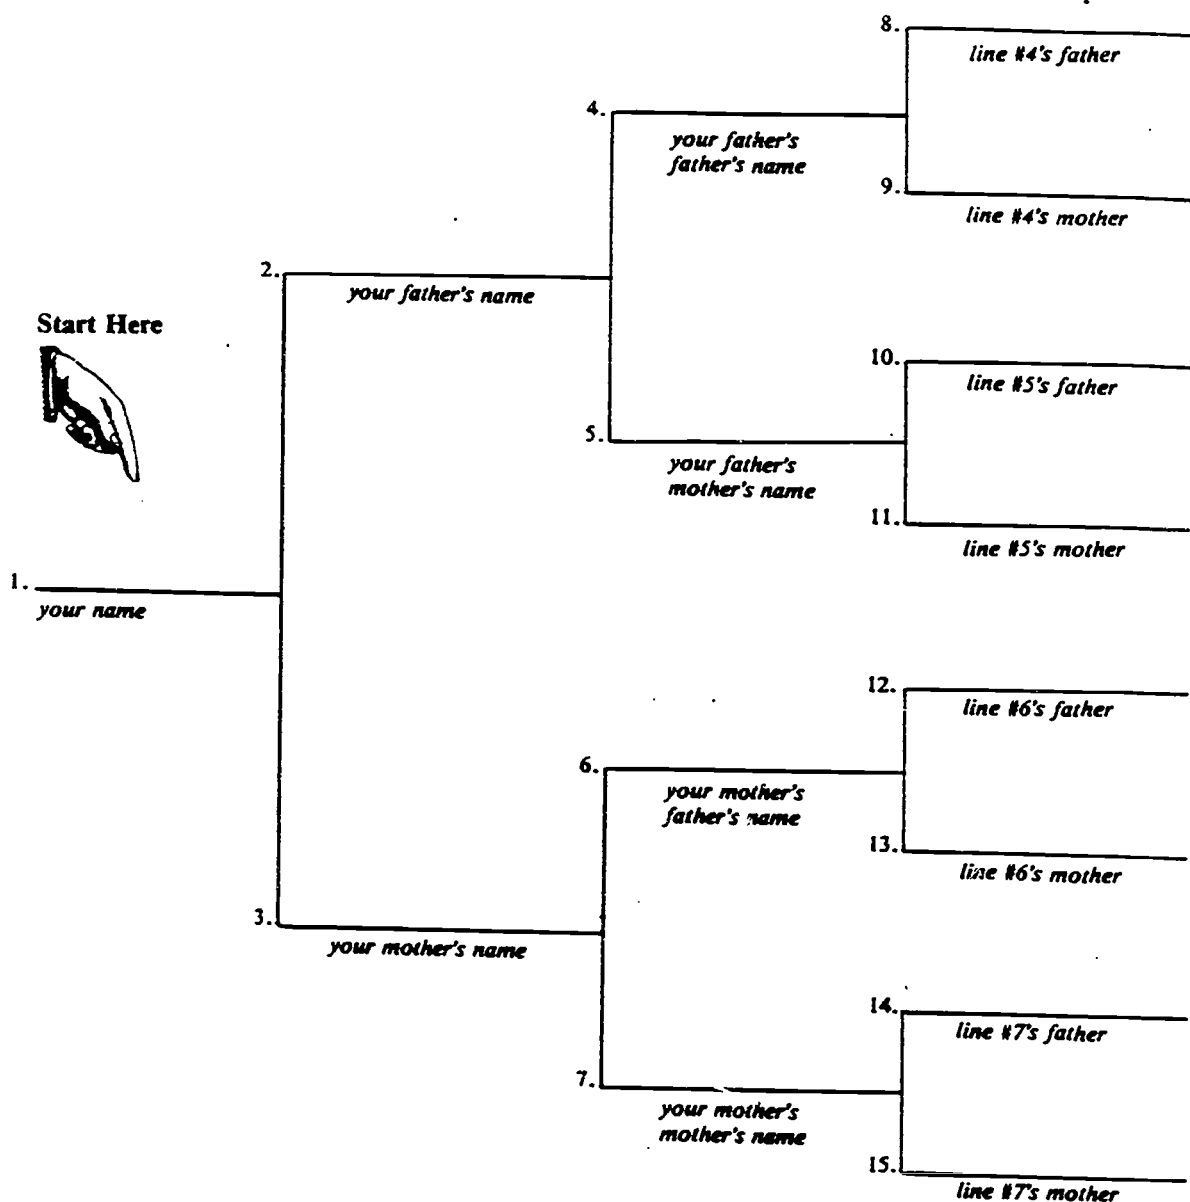 8.
line #4's father
4.
your father's
father's name
9.
line #4's mother
2.
your father's name
Start Here
10.
line #5's father
5.
your father's
mother's name
11.
line #5's mother
1.
your name
12.
line #6's father
6.
your mother's
father's name
13.
line #6's mother
3.
your mother's name
14.
line #7's father
7.
your mother's
mother's name
15.
line #7's mother